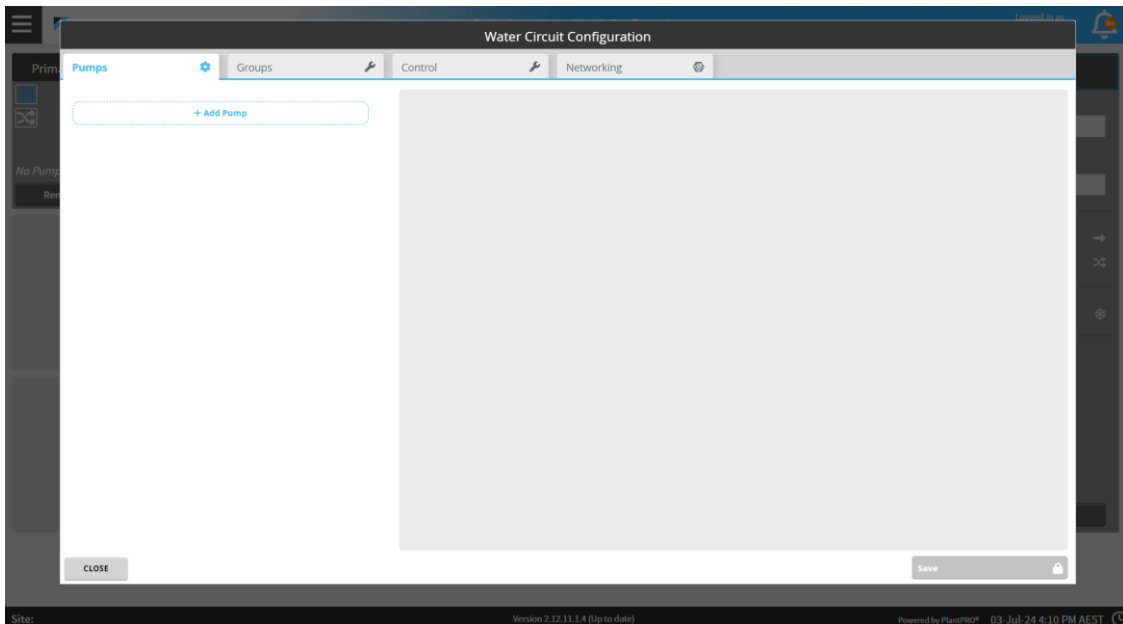 Logged in as
Water Circuit Configuration
Prim
Pumps
Groups
Control
Networking
+ Add Pump
No Pump
Ren
CLOSE
Save
Site:
Version 2.12.11.1.4 (Up to date)
Powered by PlantPRO®
03-Jul-24 4:10 PM AEST